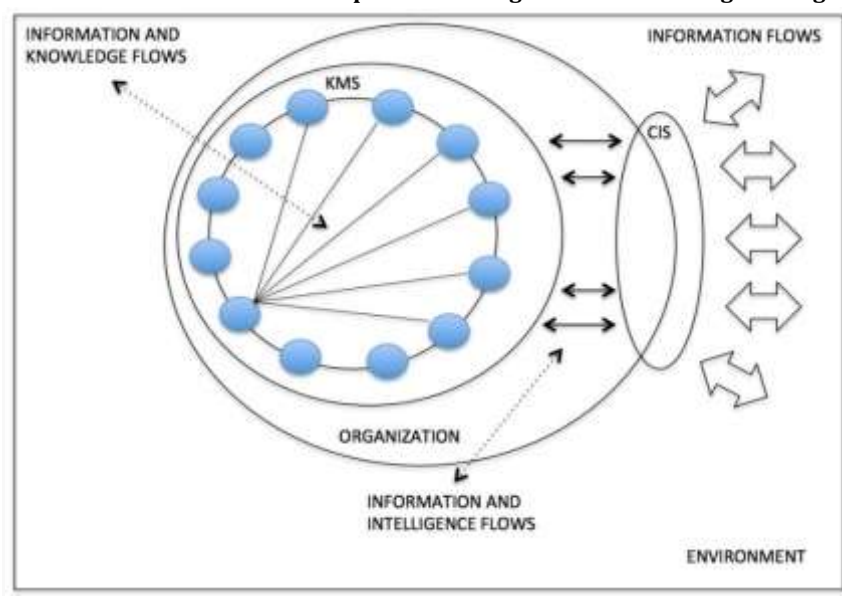 INFORMATION AND
KNOWLEDGE FLOWS
INFORMATION FLOWS
KMS
CIS
ORGANIZATION
INFORMATION AND
INTELLIGENCE FLOWS
ENVIRONMENT